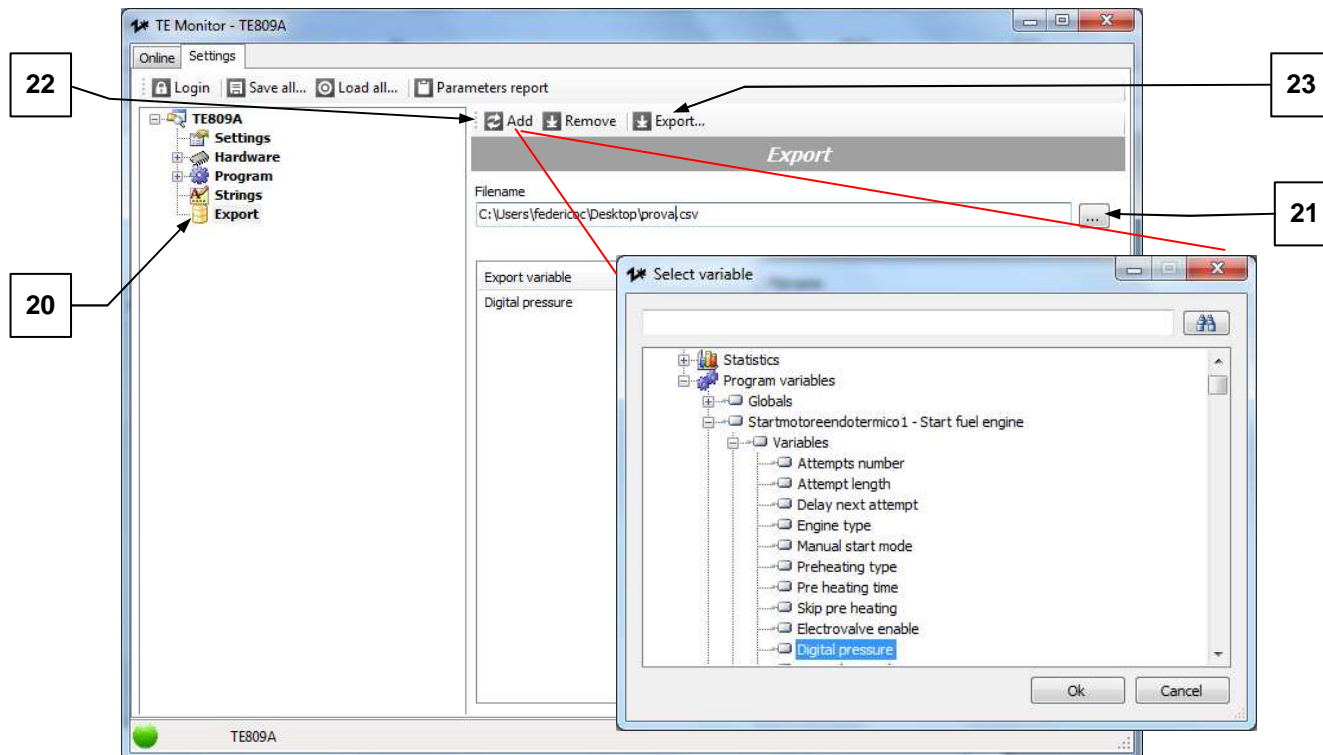 TE Monitor - TE809A
Online Settings
22
23
Login Save all... Load all... Parameters report
TE809A
Settings
Hardware
Program
Strings
Export
Add Remove Export...
Export
Filename
C:\Users\federicoc\Desktop\prova.csv
...
21
20
Export variable
Digital pressure
Select variable
Statistics
Program variables
Globals
Startmotoreendotermico1 - Start fuel engine
Variables
Attempts number
Attempt length
Delay next attempt
Engine type
Manual start mode
Preheating type
Pre heating time
Skip pre heating
Electrovalve enable
Digital pressure
Ok Cancel
TE809A